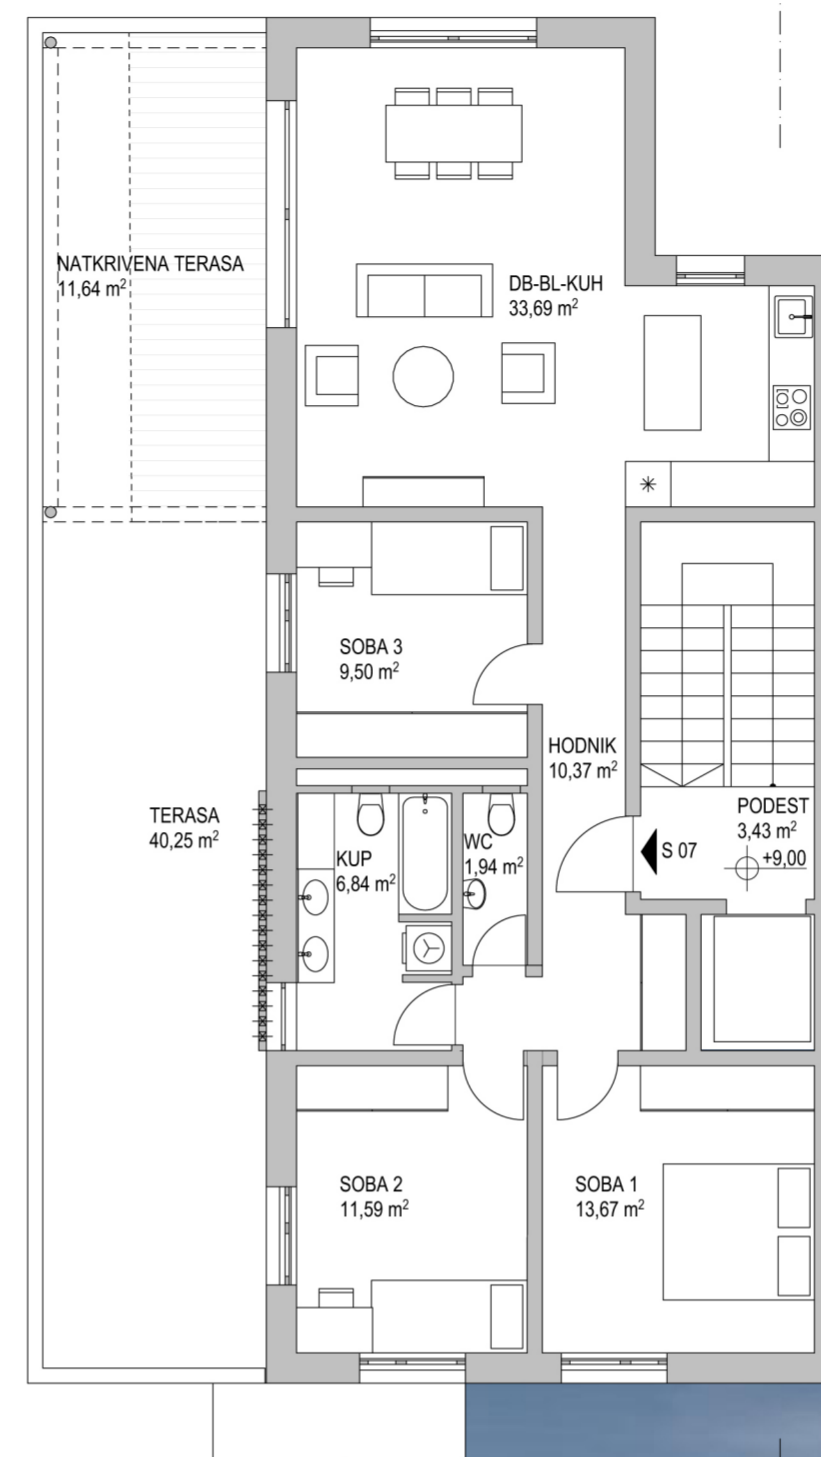 NATKRIVENA TERASA
11,64 m²
DB-BL-KUH
33,69 m²
SOBA 3
9,50 m²
HODNIK
10,37 m²
TERASA
40,25 m²
PODEST
3,43 m²
+9,00
S 07
KUP
6,84 m²
WC
1,94 m²
SOBA 2
11,59 m²
SOBA 1
13,67 m²